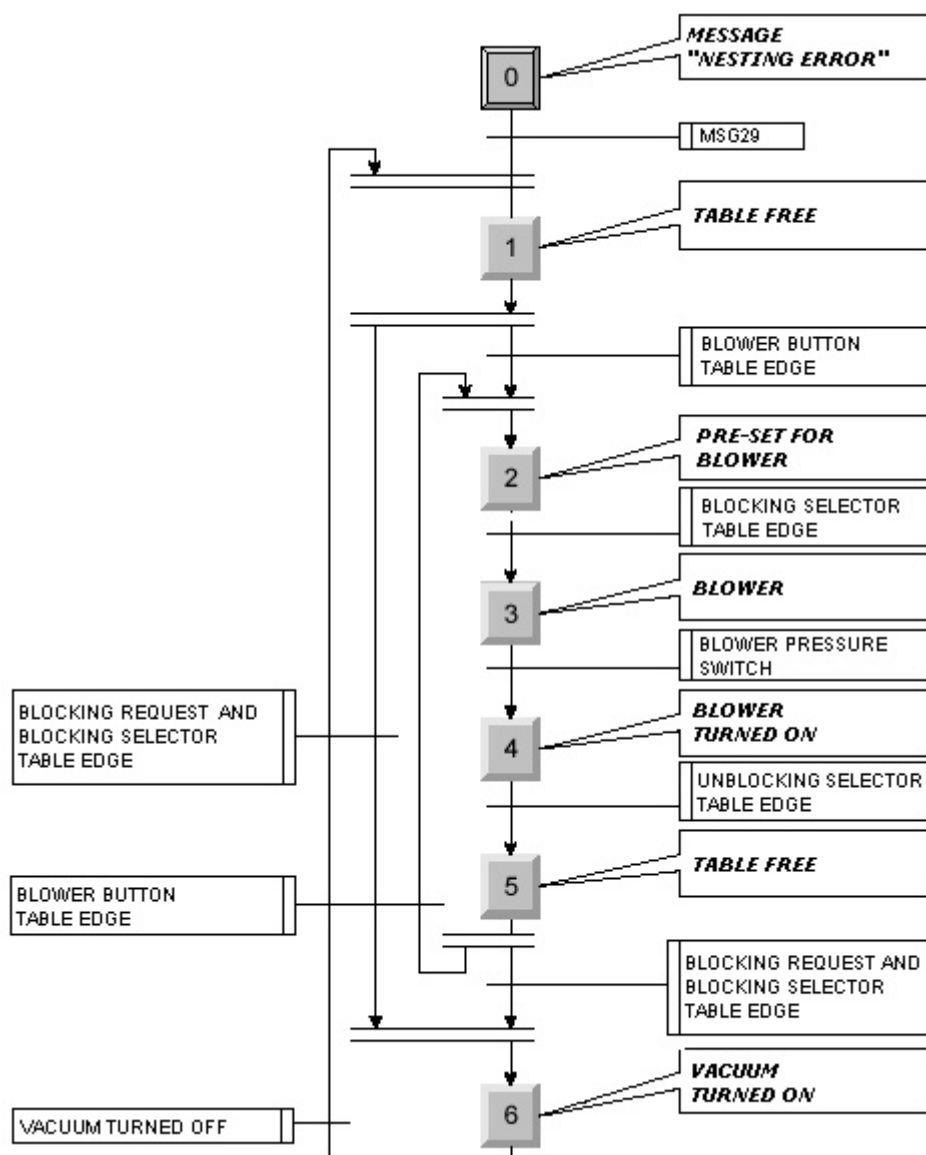 MESSAGE
"NESTING ERROR"
0
MSG29
TABLE FREE
1
BLOWER BUTTON
TABLE EDGE
PRE-SET FOR
BLOWER
2
BLOCKING SELECTOR
TABLE EDGE
BLOWER
3
BLOWER PRESSURE
SWITCH
BLOCKING REQUEST AND
BLOCKING SELECTOR
TABLE EDGE
BLOWER
TURNED ON
4
UNBLOCKING SELECTOR
TABLE EDGE
TABLE FREE
5
BLOWER BUTTON
TABLE EDGE
BLOCKING REQUEST AND
BLOCKING SELECTOR
TABLE EDGE
VACUUM
TURNED ON
6
VACUUM TURNED OFF